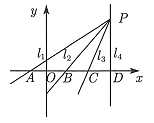 y
P
l₁ l₂ l₃ l₄
A O B C D x